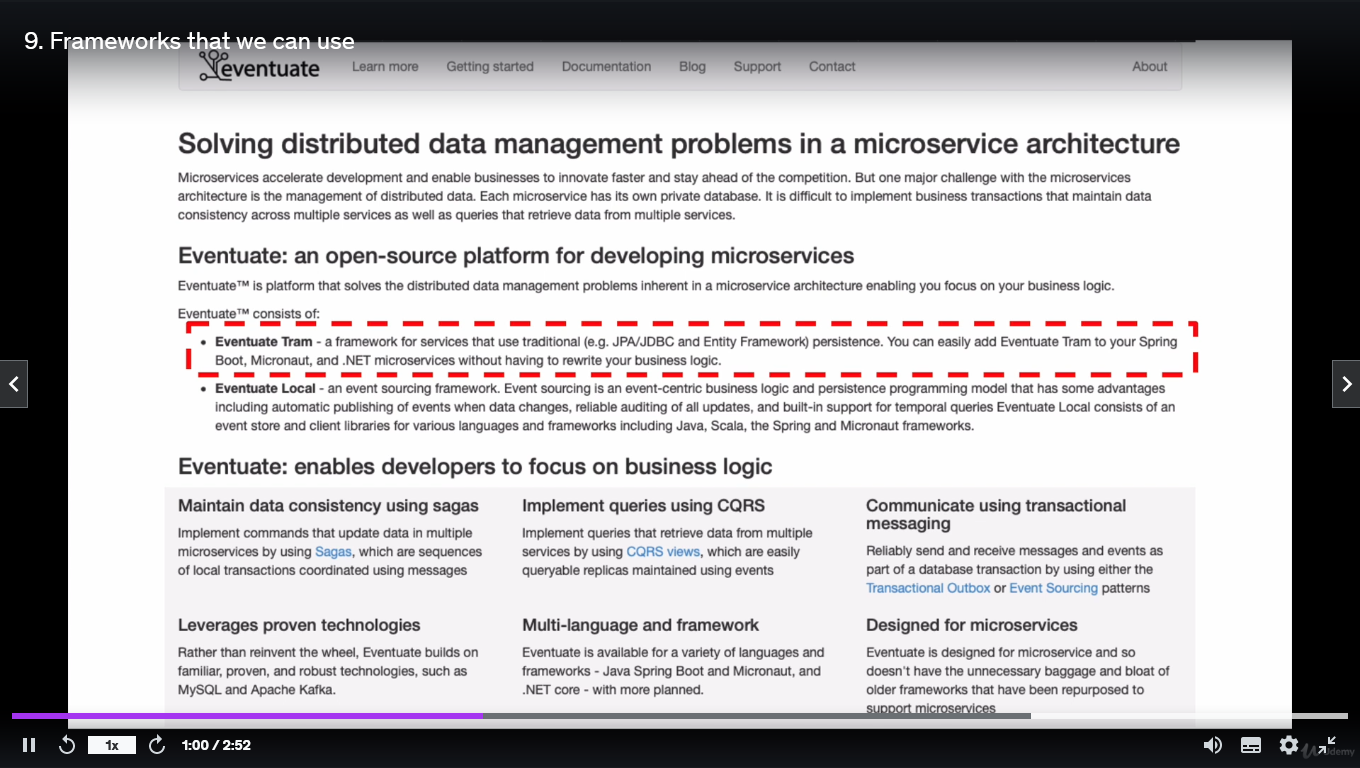 9. Frameworks that we can use
eventuate Learn more Getting started Documentation Blog Support Contact About
Solving distributed data management problems in a microservice architecture
Microservices accelerate development and enable businesses to innovate faster and stay ahead of the competition. But one major challenge with the microservices
architecture is the management of distributed data. Each microservice has its own private database. It is difficult to implement business transactions that maintain data
consistency across multiple services as well as queries that retrieve data from multiple services.
Eventuate: an open-source platform for developing microservices
Eventuate™ is platform that solves the distributed data management problems inherent in a microservice architecture enabling you focus on your business logic.
Eventuate™ consists of:
• Eventuate Tram - a framework for services that use traditional (e.g. JPA/JDBC and Entity Framework) persistence. You can easily add Eventuate Tram to your Spring
Boot, Micronaut, and .NET microservices without having to rewrite your business logic.
• Eventuate Local - an event sourcing framework. Event sourcing is an event-centric business logic and persistence programming model that has some advantages
including automatic publishing of events when data changes, reliable auditing of all updates, and built-in support for temporal queries Eventuate Local consists of an
event store and client libraries for various languages and frameworks including Java, Scala, the Spring and Micronaut frameworks.
Eventuate: enables developers to focus on business logic
Maintain data consistency using sagas
Implement commands that update data in multiple
microservices by using Sagas, which are sequences
of local transactions coordinated using messages
Implement queries using CQRS
Implement queries that retrieve data from multiple
services by using CQRS views, which are easily
queryable replicas maintained using events
Communicate using transactional
messaging
Reliably send and receive messages and events as
part of a database transaction by using either the
Transactional Outbox or Event Sourcing patterns
Leverages proven technologies
Rather than reinvent the wheel, Eventuate builds on
familiar, proven, and robust technologies, such as
MySQL and Apache Kafka.
Multi-language and framework
Eventuate is available for a variety of languages and
frameworks - Java Spring Boot and Micronaut, and
.NET core - with more planned.
Designed for microservices
Eventuate is designed for microservice and so
doesn't have the unnecessary baggage and bloat of
older frameworks that have been repurposed to
support microservices
1x 1:00 / 2:52
Udemy